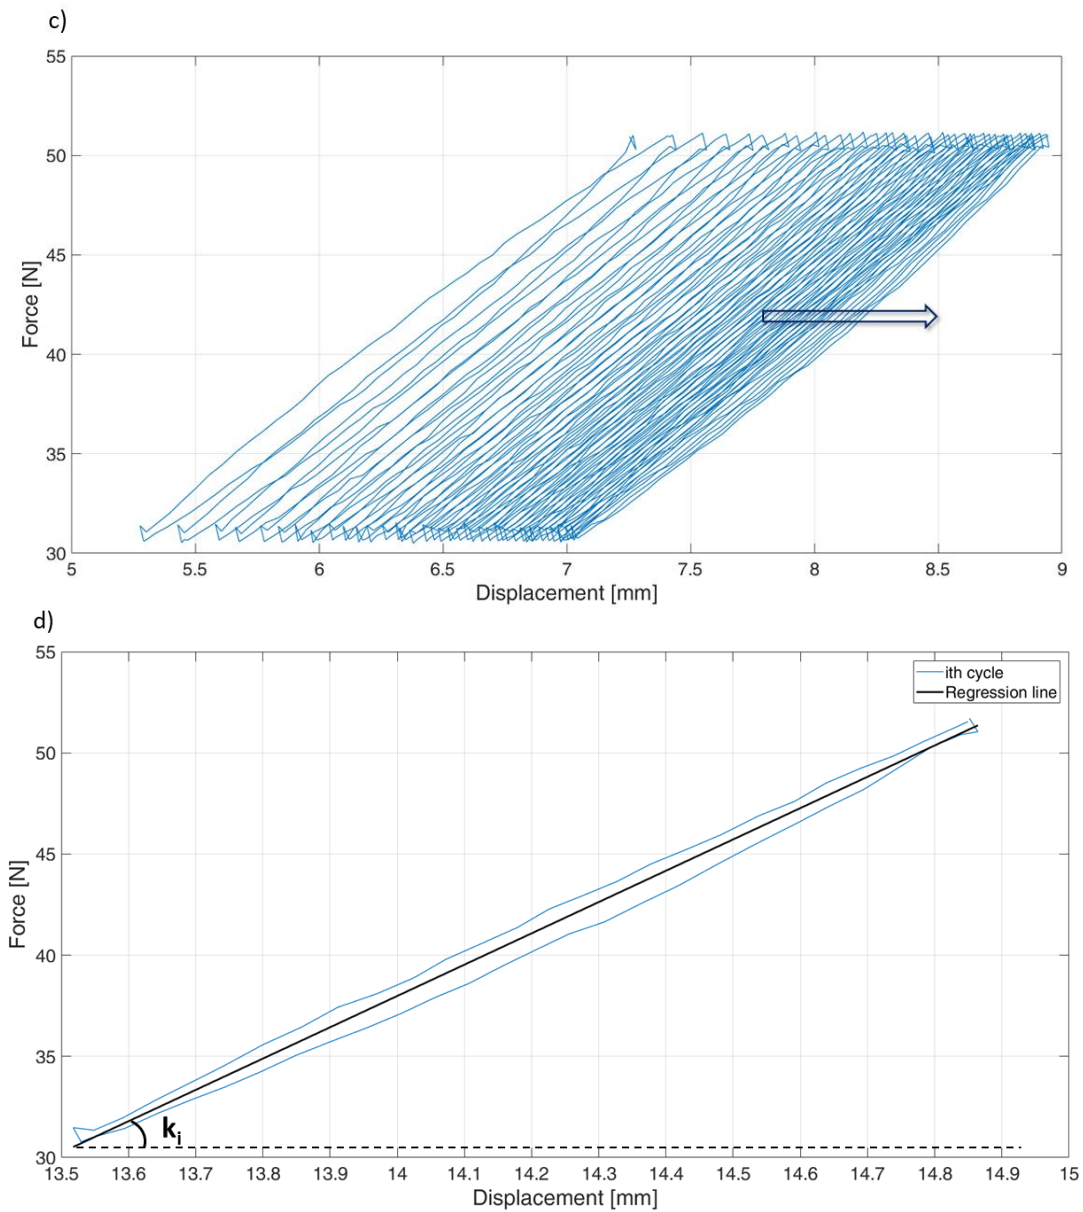 c)
55
50
45
40
35
30
Force [N]
5 5.5 6 6.5 7 7.5 8 8.5 9
Displacement [mm]
d)
55
50
45
40
35
30
Force [N]
ith cycle
Regression line
ki
13.5 13.6 13.7 13.8 13.9 14 14.1 14.2 14.3 14.4 14.5 14.6 14.7 14.8 14.9 15
Displacement [mm]